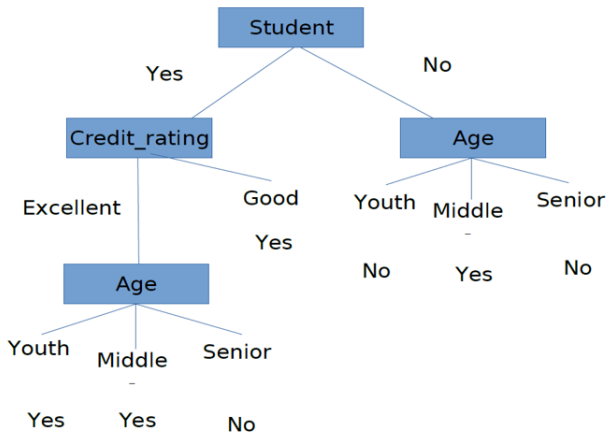 Student
Yes
No
Credit_rating
Age
Excellent
Good
Youth
Middle
-
Senior
Yes
No
Yes
No
Age
Youth
Middle
-
Senior
Yes
Yes
No